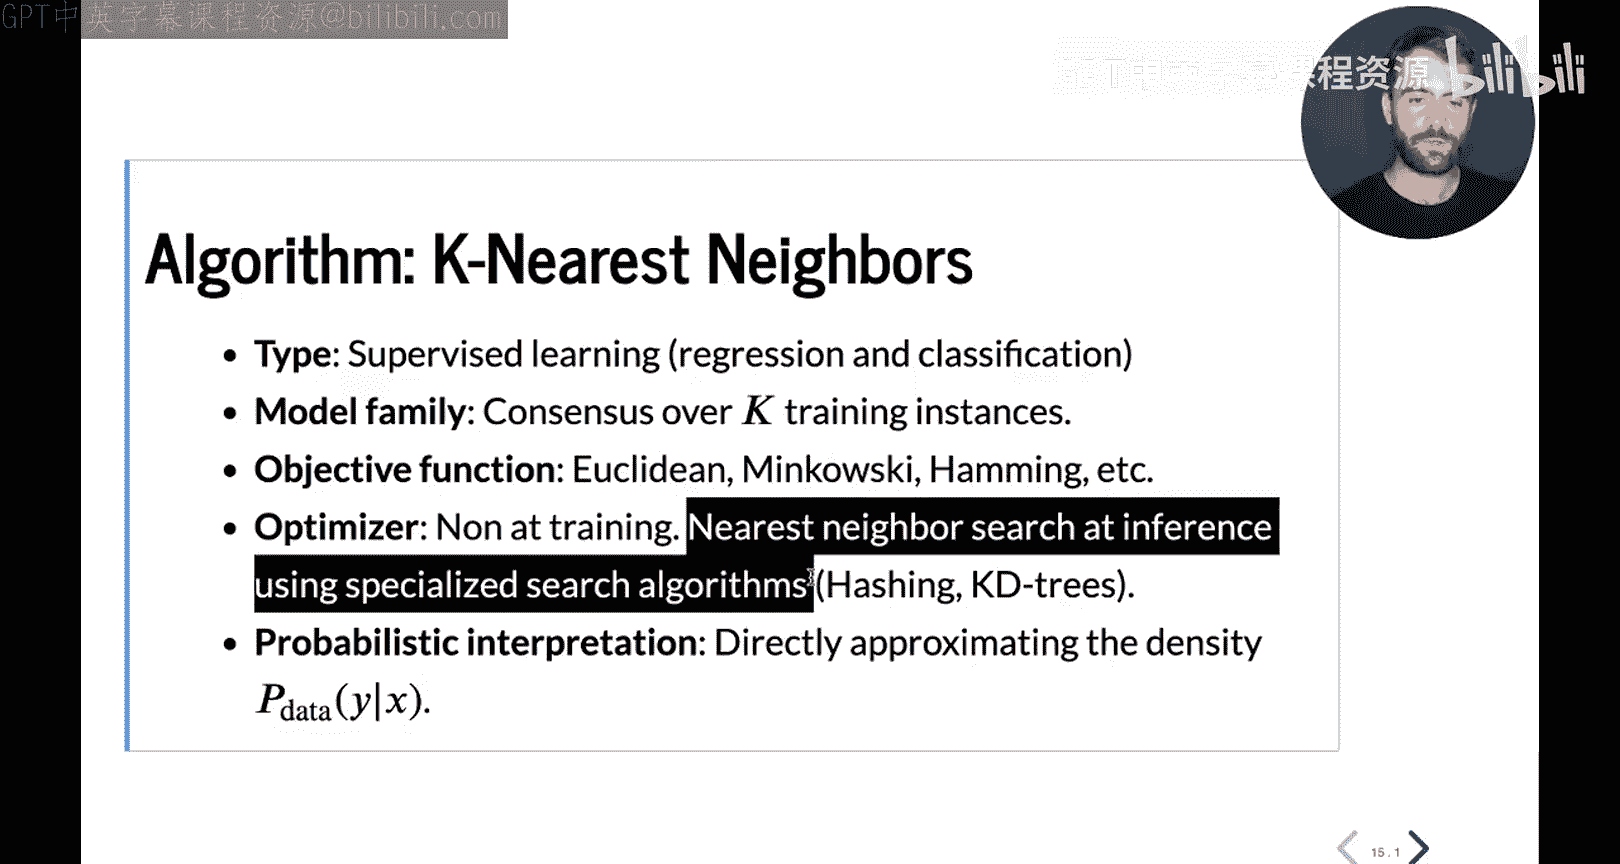 GPT中英字幕课程资源@bilibili.com
课程资源 bilibili
Algorithm: K-Nearest Neighbors
• Type: Supervised learning (regression and classification)
• Model family: Consensus over K training instances.
• Objective function: Euclidean, Minkowski, Hamming, etc.
• Optimizer: Non at training. Nearest neighbor search at inference
using specialized search algorithms (Hashing, KD-trees).
• Probabilistic interpretation: Directly approximating the density
P_data(y|x).
15.1